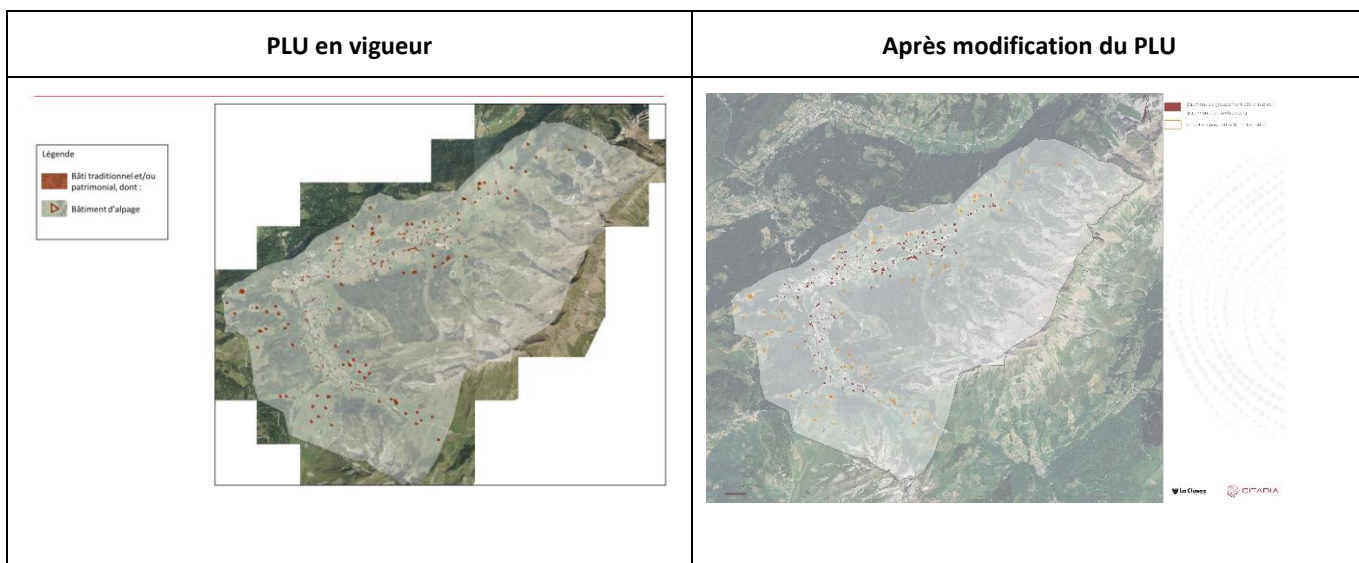 PLU en vigueur
Après modification du PLU
Légende
Bâti traditionnel et/ou
patrimonial, dont :
Bâtiment d'alpage
La Clusaz
CITADIA